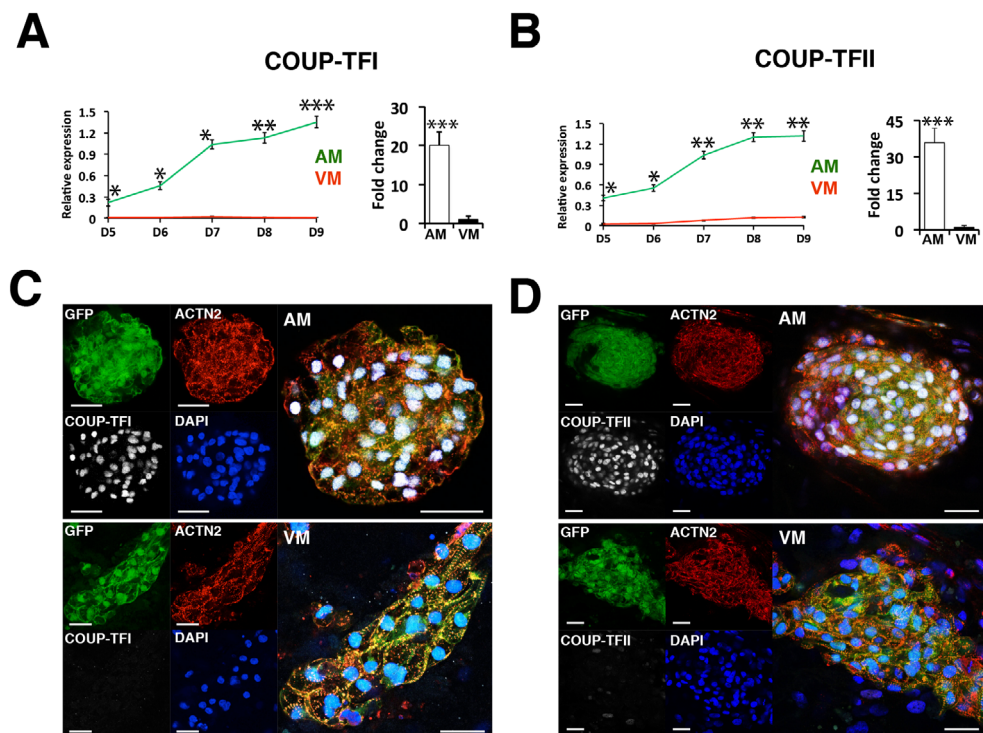 A
COUP-TFI
Relative expression
1.5
1.2
0.9
0.6
0.3
0
D5
D6
D7
D8
D9
*
*
*
**
***
AM
VM
Fold change
30
20
10
0
***
AM
VM
B
COUP-TFII
Relative expression
1.5
1.2
0.9
0.6
0.3
0
D5
D6
D7
D8
D9
*
*
**
**
**
AM
VM
Fold change
45
30
15
0
***
AM
VM
C
GFP
ACTN2
AM
COUP-TFI
DAPI
GFP
ACTN2
VM
COUP-TFI
DAPI
D
GFP
ACTN2
AM
COUP-TFII
DAPI
GFP
ACTN2
VM
COUP-TFII
DAPI